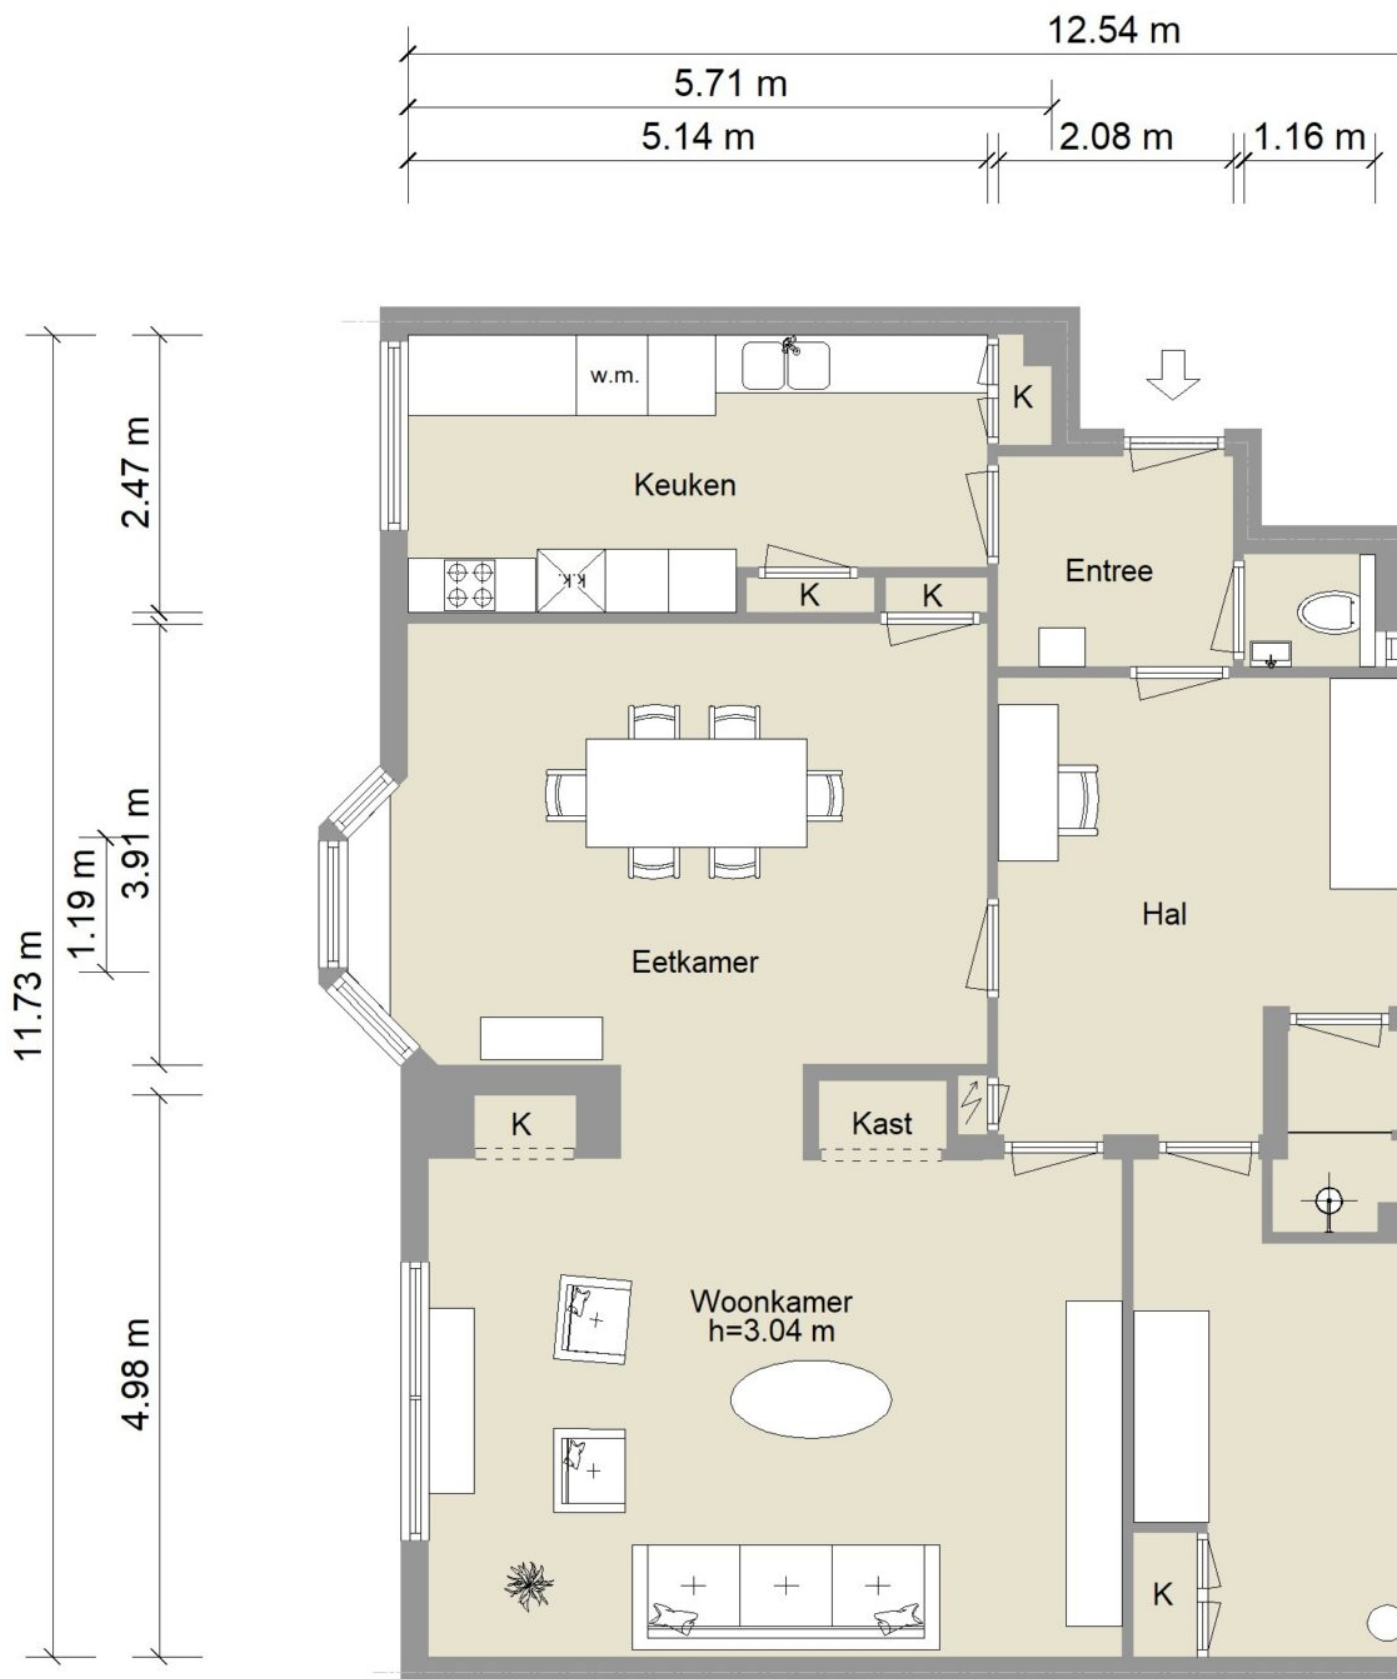 12.54 m
5.71 m
5.14 m
2.08 m
1.16 m
w.m.
K
2.47 m
Keuken
Entree
k.k.
K
K
3.91 m
1.19 m
11.73 m
Hal
Eetkamer
K
Kast
Woonkamer
h=3.04 m
4.98 m
K